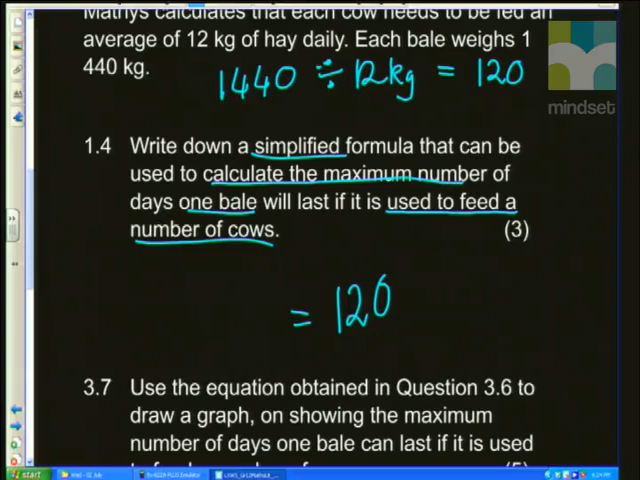 Mathys calculates that each cow needs to be fed an
average of 12 kg of hay daily. Each bale weighs 1
440 kg.
1440 ÷ 12kg = 120
mindset
1.4 Write down a simplified formula that can be
used to calculate the maximum number of
days one bale will last if it is used to feed a
number of cows. (3)
= 120
3.7 Use the equation obtained in Question 3.6 to
draw a graph, on showing the maximum
number of days one bale can last if it is used
(5)
start
4:24 PM